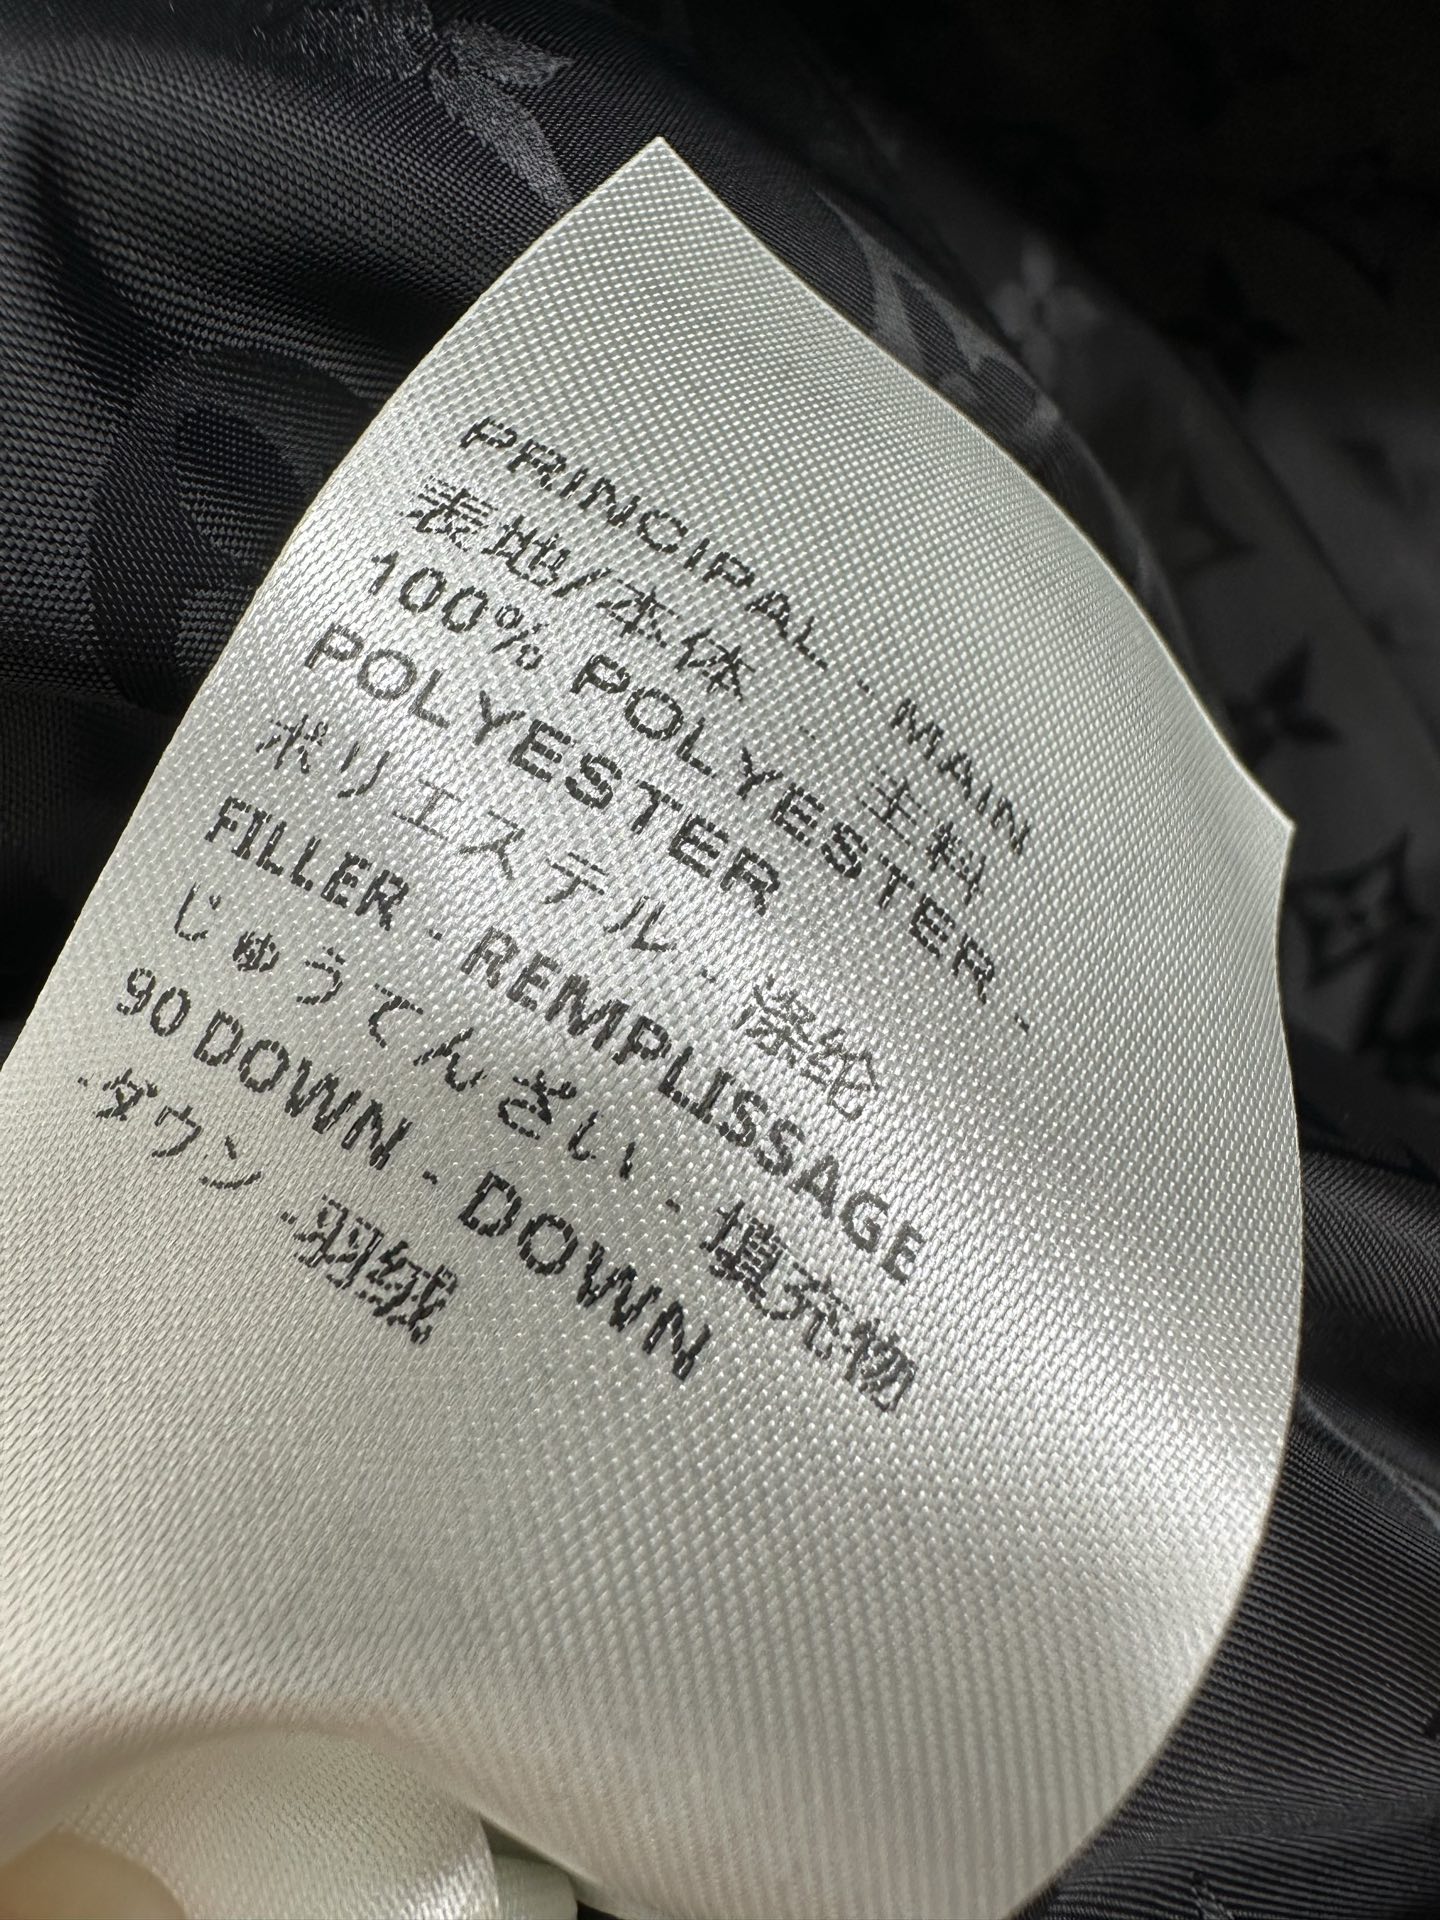 PRINCIPAL - MAIN
表地/本体 - 主料
100% POLYESTER -
POLYESTER
ポリエステル - 涤纶
FILLER - REMPLISSAGE
じゅうてんざい - 填充物
90 DOWN - DOWN
-ダウン -羽绒